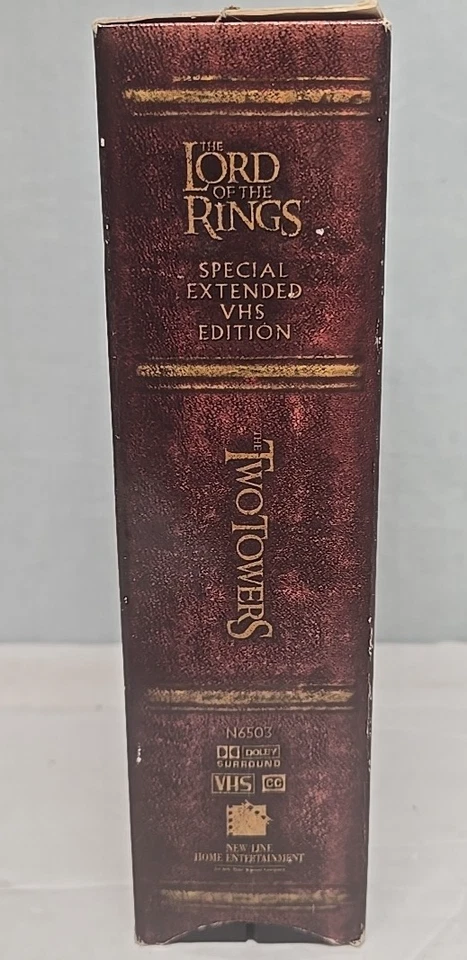 THE
LORD
OF THE
RINGS
SPECIAL
EXTENDED
VHS
EDITION
THE
TWO TOWERS
N6503
DOLBY
SURROUND
VHS CC
NEW LINE
HOME ENTERTAINMENT